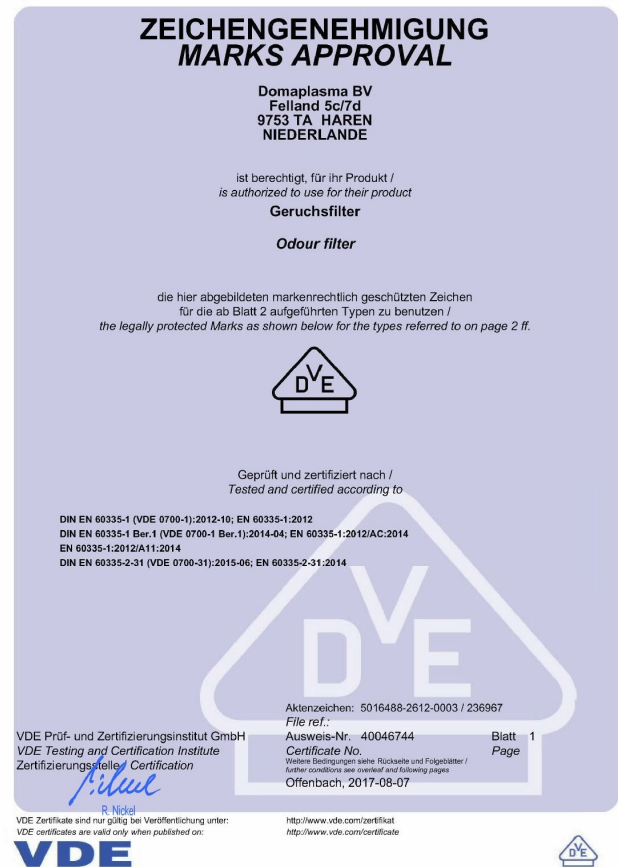 ZEICHENGENEHMIGUNG
MARKS APPROVAL
Domaplasma BV
Felland 5c/7d
9753 TA HAREN
NIEDERLANDE
ist berechtigt, für ihr Produkt /
is authorized to use for their product
Geruchsfilter
Odour filter
die hier abgebildeten markenrechtlich geschützten Zeichen
für die ab Blatt 2 aufgeführten Typen zu benutzen /
the legally protected Marks as shown below for the types referred to on page 2 ff.
DVE
Geprüft und zertifiziert nach /
Tested and certified according to
DIN EN 60335-1 (VDE 0700-1):2012-10; EN 60335-1:2012
DIN EN 60335-1 Ber.1 (VDE 0700-1 Ber.1):2014-04; EN 60335-1:2012/AC:2014
EN 60335-1:2012/A11:2014
DIN EN 60335-2-31 (VDE 0700-31):2015-06; EN 60335-2-31:2014
DVE
Aktenzeichen: 5016488-2612-0003 / 236967
File ref.:
VDE Prüf- und Zertifizierungsinstitut GmbH Ausweis-Nr. 40046744 Blatt 1
VDE Testing and Certification Institute Certificate No. Page
Zertifizierungsstelle / Certification
Weitere Bedingungen siehe Rückseite und Folgeblätter /
further conditions see overleaf and following pages
Offenbach, 2017-08-07
R. Nickel
VDE Zertifikate sind nur gültig bei Veröffentlichung unter: http://www.vde.com/zertifikat
VDE certificates are valid only when published on: http://www.vde.com/certificate
VDE
DVE